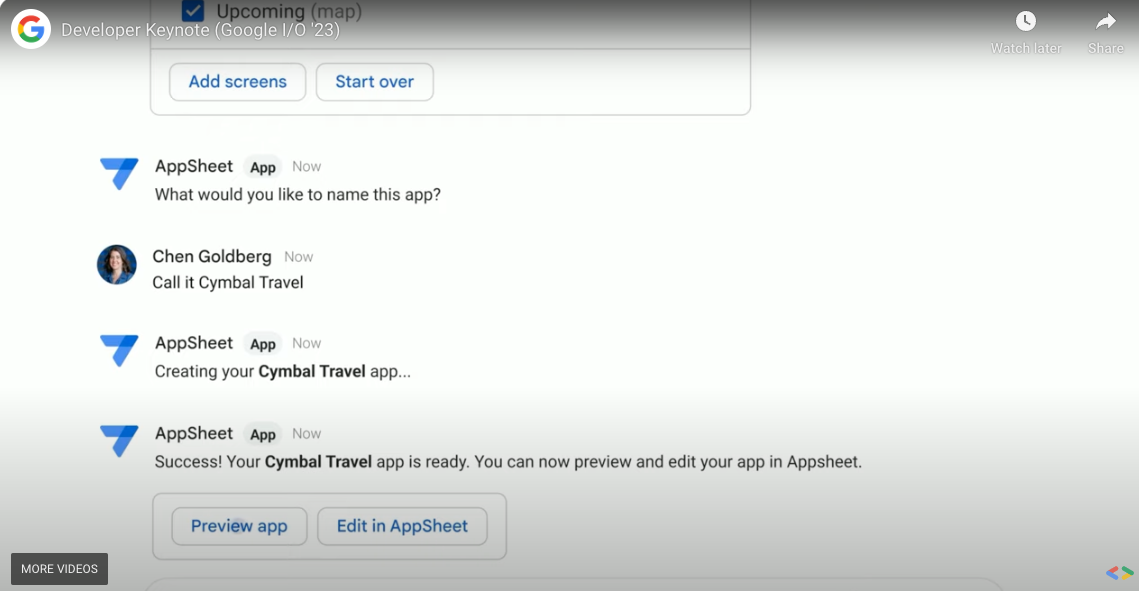 Upcoming (map)
Developer Keynote (Google I/O '23)
Watch later
Share
Add screens
Start over
AppSheet App Now
What would you like to name this app?
Chen Goldberg Now
Call it Cymbal Travel
AppSheet App Now
Creating your Cymbal Travel app...
AppSheet App Now
Success! Your Cymbal Travel app is ready. You can now preview and edit your app in Appsheet.
Preview app
Edit in AppSheet
MORE VIDEOS